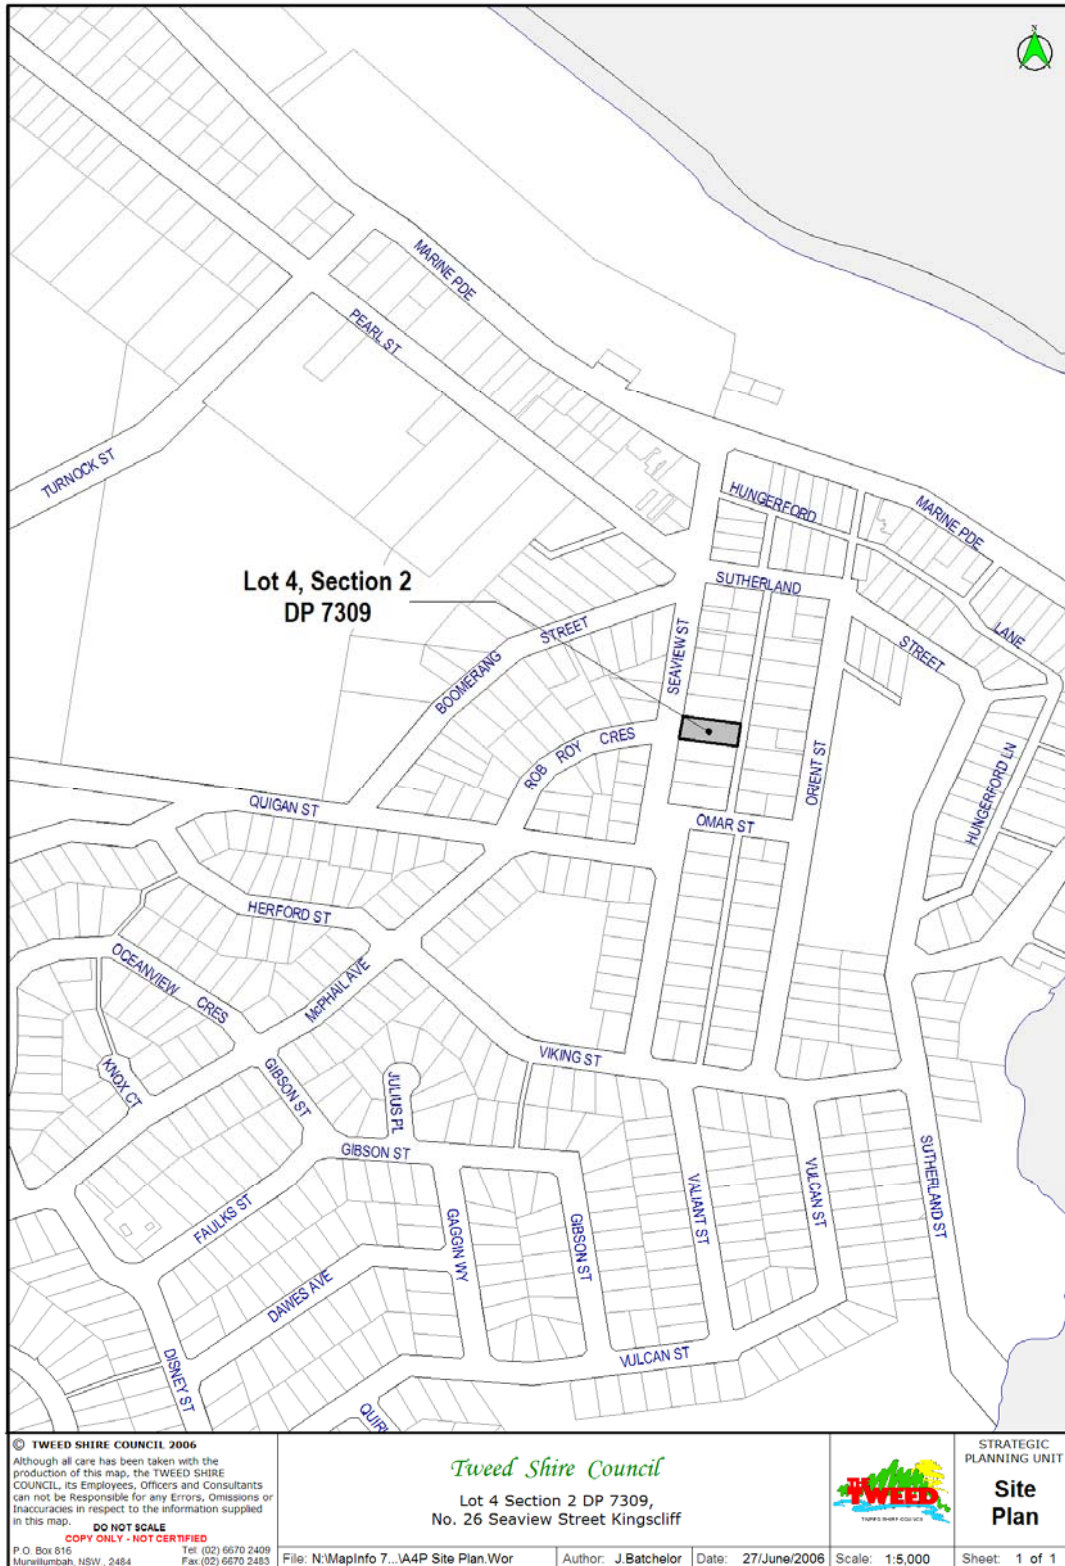 N
MARINE PDE
PEARL ST
TURNOCK ST
HUNGERFORD
MARINE PDE
Lot 4, Section 2
DP 7309
SUTHERLAND
STREET
LANE
STREET
BOOMERANG
SEAVIEW ST
ROB ROY CRES
ORIENT ST
HUNGERFORD LN
QUIGAN ST
OMAR ST
HERFORD ST
OCEANVIEW CRES
McPHAIL AVE
VIKING ST
KNOX CT
GIBSON ST
JULIUS PL
GIBSON ST
SUTHERLAND ST
VULCAN ST
VALIANT ST
FAULKS ST
GAGGIN WY
GIBSON ST
DAWES AVE
VULCAN ST
DISNEY ST
© TWEED SHIRE COUNCIL 2006
Although all care has been taken with the
production of this map, the TWEED SHIRE
COUNCIL, its Employees, Officers and Consultants
can not be Responsible for any Errors, Omissions or
Inaccuracies in respect to the information supplied
in this map.
DO NOT SCALE
COPY ONLY - NOT CERTIFIED
P.O. Box 816
Murwillumbah, NSW., 2484
Tel: (02) 6670 2409
Fax:(02) 6670 2483
Tweed Shire Council
Lot 4 Section 2 DP 7309,
No. 26 Seaview Street Kingscliff
File: N:\MapInfo 7...\A4P Site Plan.Wor
Author: J.Batchelor
Date: 27/June/2006
THE TWEED
TWEED SHIRE COUNCIL
Scale: 1:5,000
STRATEGIC
PLANNING UNIT
Site
Plan
Sheet: 1 of 1